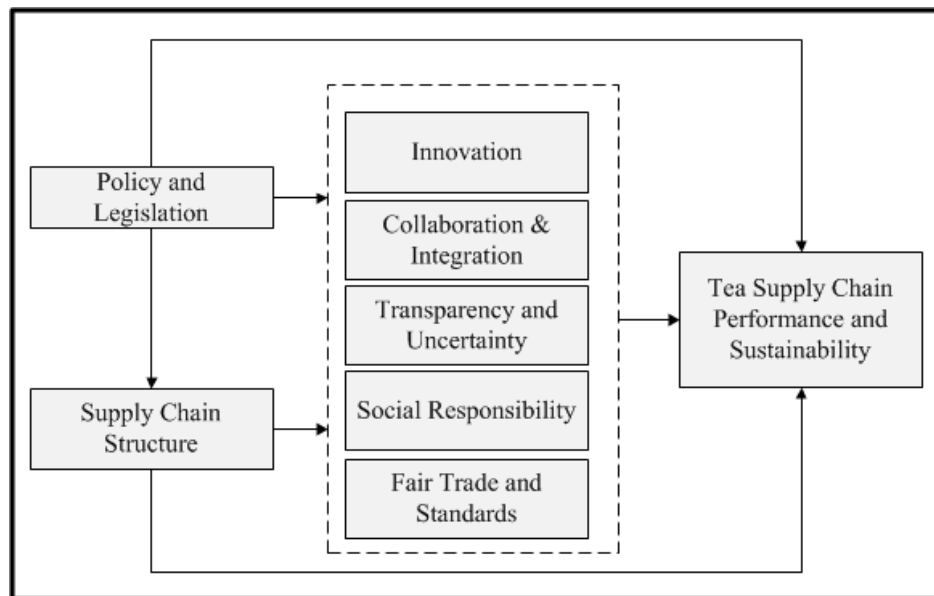 Policy and
Legislation
Supply Chain
Structure
Innovation
Collaboration &
Integration
Transparency and
Uncertainty
Social Responsibility
Fair Trade and
Standards
Tea Supply Chain
Performance and
Sustainability